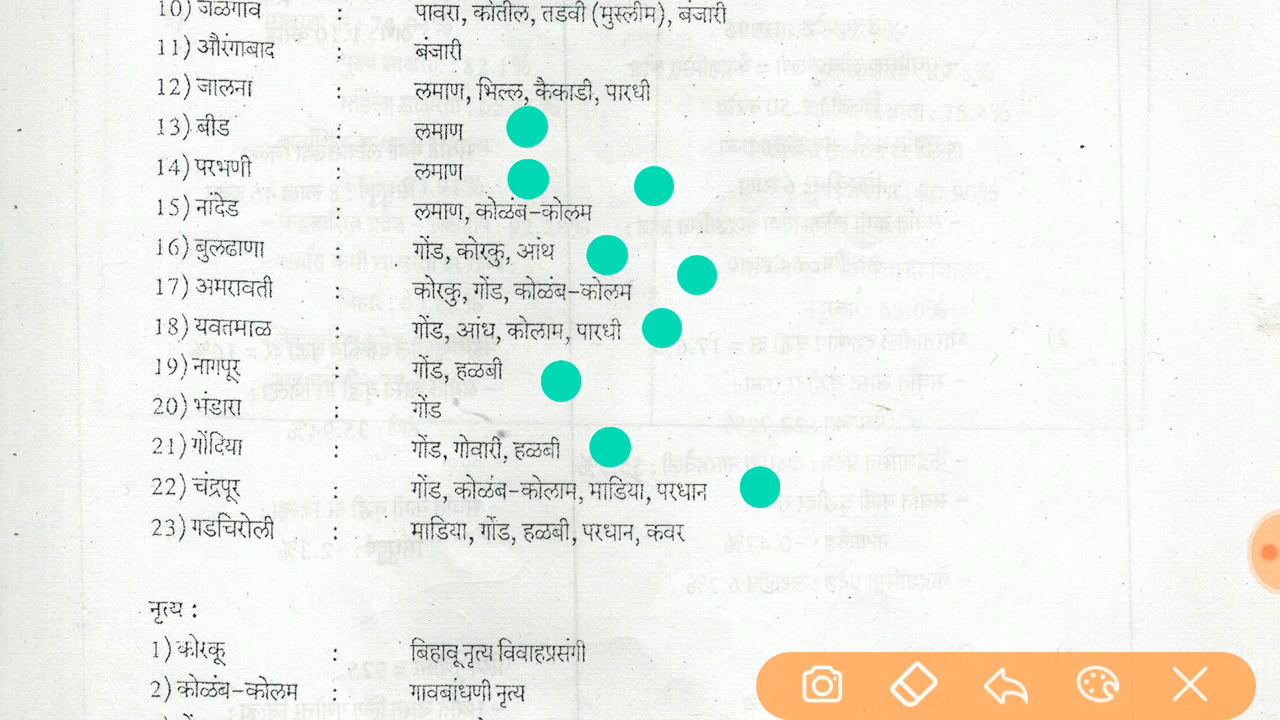 10) जळगाव : पावरा, कोतील, तडवी (मुस्लीम), बंजारी
11) औरंगाबाद : बंजारी
12) जालना : लमाण, भिल्ल, कैकाडी, पारधी
13) बीड : लमाण
14) परभणी : लमाण
15) नांदेड : लमाण, कोळंब-कोलम
16) बुलढाणा : गोंड, कोरकु, आंध
17) अमरावती : कोरकु, गोंड, कोळंब-कोलम
18) यवतमाळ : गोंड, आंध, कोलाम, पारधी
19) नागपूर : गोंड, हळबी
20) भंडारा : गोंड
21) गोंदिया : गोंड, गोवारी, हळबी
22) चंद्रपूर : गोंड, कोळंब-कोलाम, माडिया, परधान
23) गडचिरोली : माडिया, गोंड, हळबी, परधान, कवर
नृत्य :
1) कोरकू : बिहावू नृत्य विवाहप्रसंगी
2) कोळंब-कोलम : गावबांधणी नृत्य